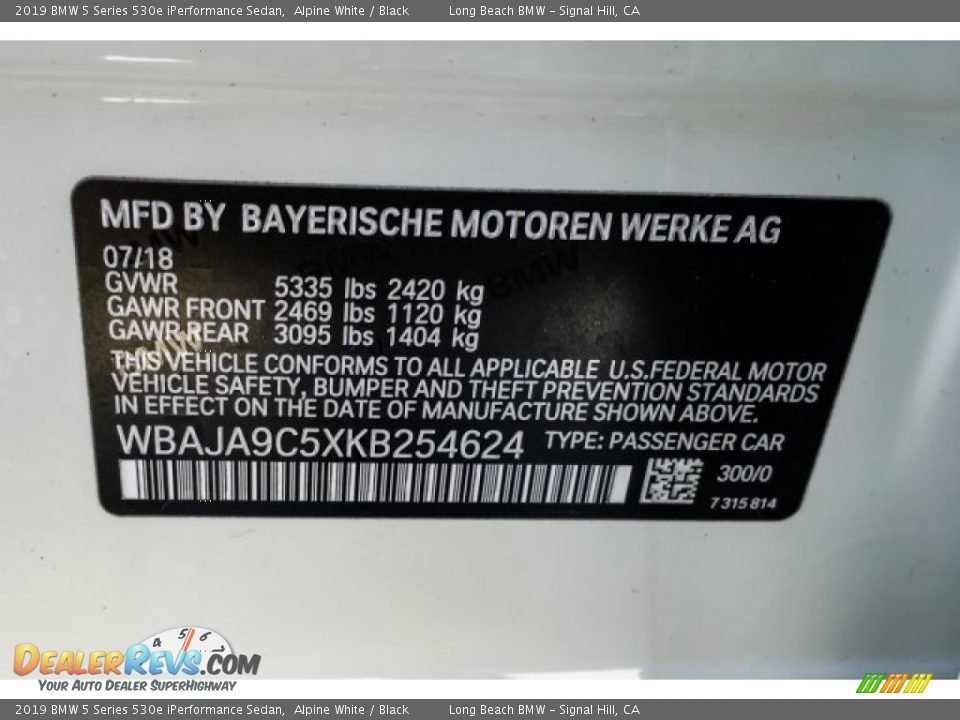 2019 BMW 5 Series 530e iPerformance Sedan, Alpine White / Black Long Beach BMW - Signal Hill, CA
MFD BY BAYERISCHE MOTOREN WERKE AG
07/18
GVWR 5335 lbs 2420 kg
GAWR FRONT 2469 lbs 1120 kg
GAWR REAR 3095 lbs 1404 kg
THIS VEHICLE CONFORMS TO ALL APPLICABLE U.S.FEDERAL MOTOR
VEHICLE SAFETY, BUMPER AND THEFT PREVENTION STANDARDS
IN EFFECT ON THE DATE OF MANUFACTURE SHOWN ABOVE.
WBAJA9C5XKB254624 TYPE: PASSENGER CAR
300/0
7 315 814
4 5 6
DEALERREVS.COM
YOUR AUTO DEALER SUPERHIGHWAY
2019 BMW 5 Series 530e iPerformance Sedan, Alpine White / Black Long Beach BMW - Signal Hill, CA